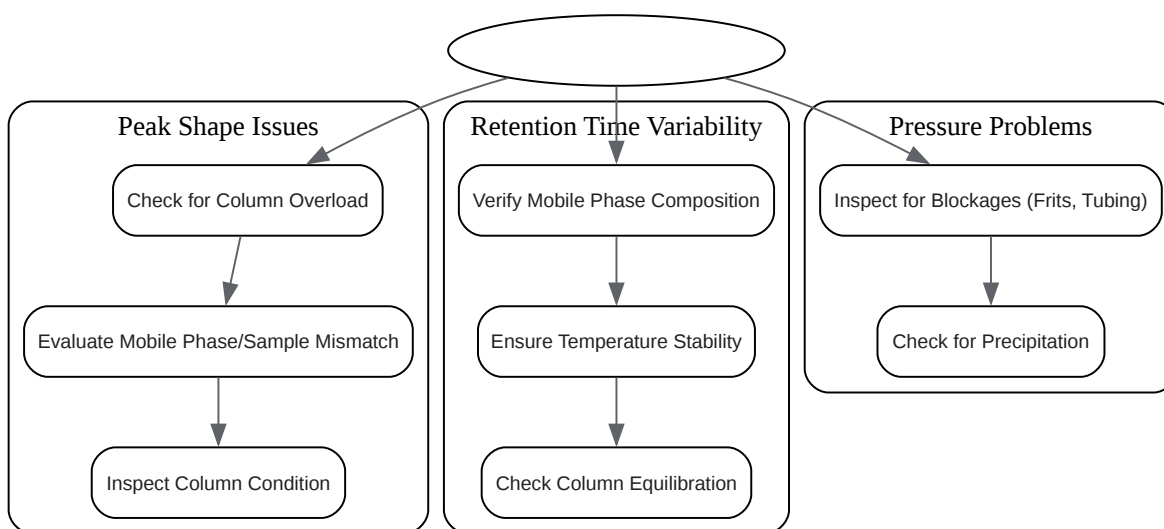 Peak Shape Issues
Check for Column Overload
Evaluate Mobile Phase/Sample Mismatch
Inspect Column Condition
Retention Time Variability
Verify Mobile Phase Composition
Ensure Temperature Stability
Check Column Equilibration
Pressure Problems
Inspect for Blockages (Frits, Tubing)
Check for Precipitation